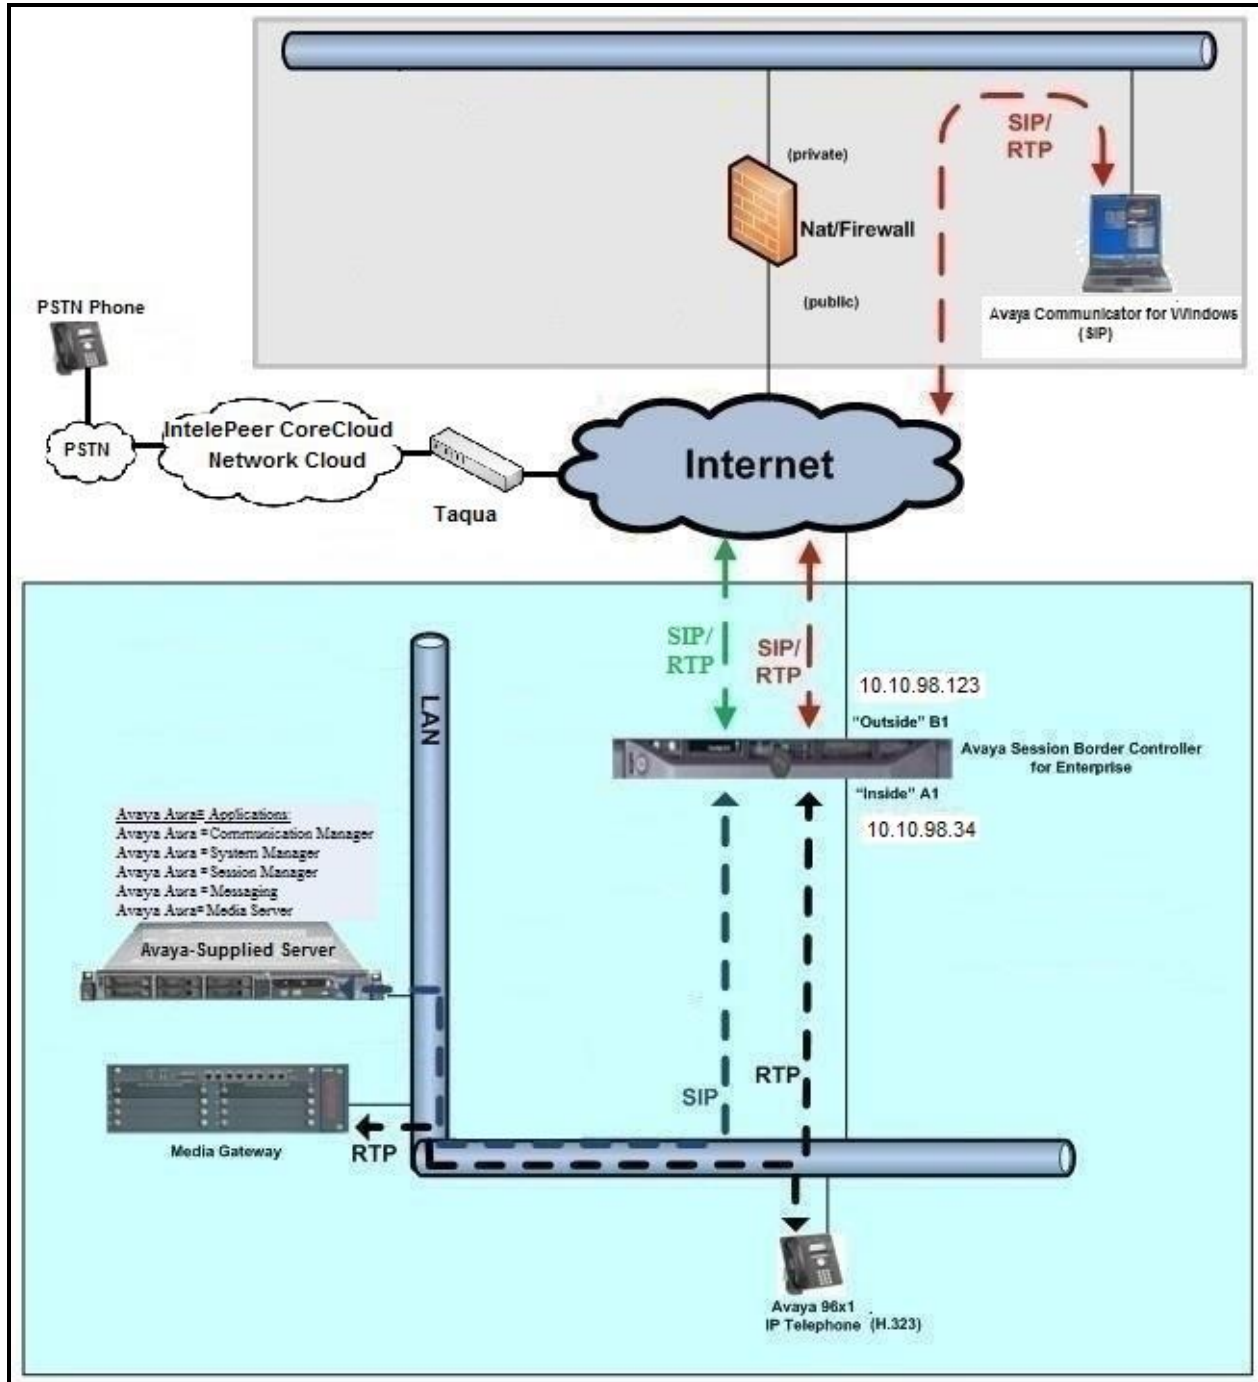 (private)
SIP/
RTP
Nat/Firewall
(public)
Avaya Communicator for Windows
(SIP)
PSTN Phone
PSTN
IntelePeer CoreCloud
Network Cloud
Taqua
Internet
SIP/
RTP
SIP/
RTP
LAN
10.10.98.123
"Outside" B1
Avaya Session Border Controller
for Enterprise
"Inside" A1
10.10.98.34
Avaya Aura= Applications:
Avaya Aura =Communication Manager
Avaya Aura =System Manager
Avaya Aura =Session Manager
Avaya Aura =Messaging
Avaya Aura= Media Server
Avaya-Supplied Server
RTP
SIP
Media Gateway
RTP
Avaya 96x1
IP Telephone (H.323)